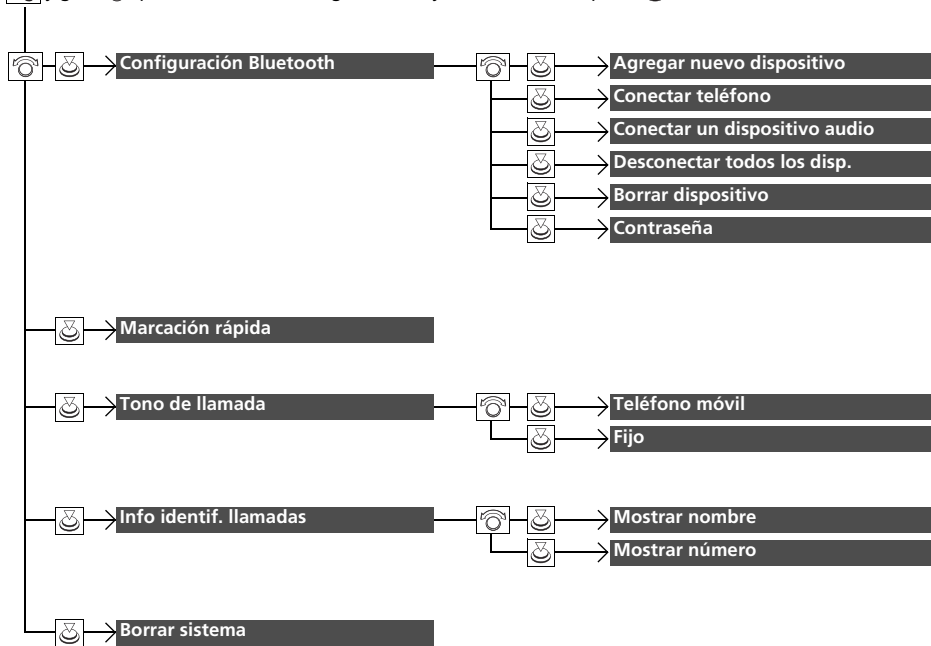 Configuración Bluetooth
Agregar nuevo dispositivo
Conectar teléfono
Conectar un dispositivo audio
Desconectar todos los disp.
Borrar dispositivo
Contraseña
Marcación rápida
Tono de llamada
Teléfono móvil
Fijo
Info identif. llamadas
Mostrar nombre
Mostrar número
Borrar sistema